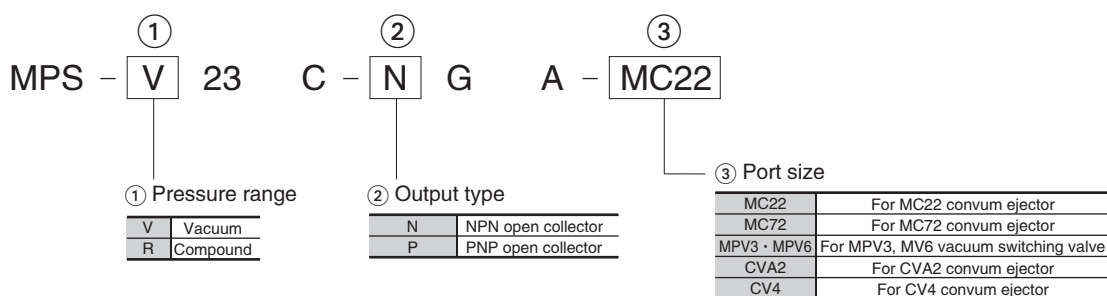 ① ② ③
MPS - V 23 C - N G A - MC22
① Pressure range
V Vacuum
R Compound
② Output type
N NPN open collector
P PNP open collector
③ Port size
MC22 For MC22 convum ejector
MC72 For MC72 convum ejector
MPV3・MPV6 For MPV3, MV6 vacuum switching valve
CVA2 For CVA2 convum ejector
CV4 For CV4 convum ejector